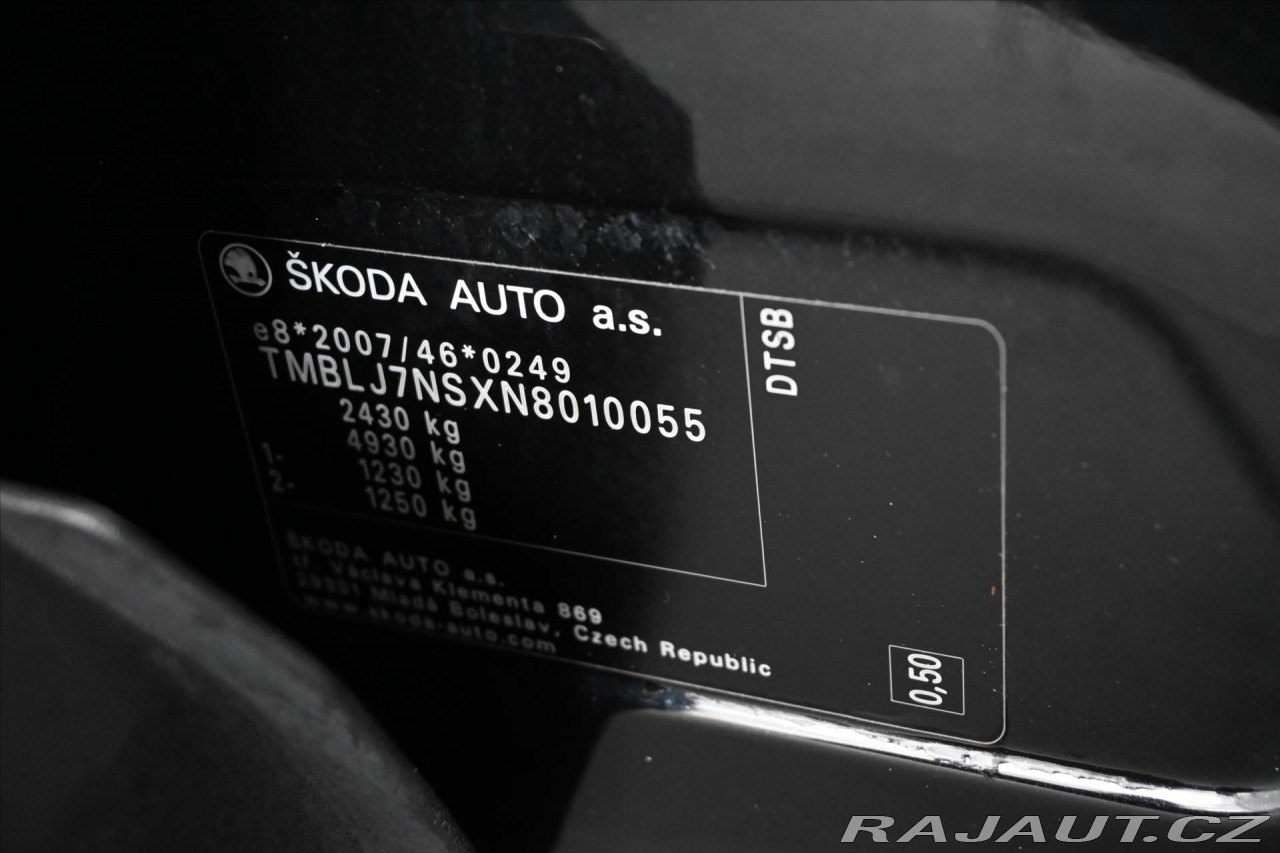 ŠKODA AUTO a.s.
e8*2007/46*0249
TMBLJ7NSXN8010055
2430 kg
4930 kg
1- 1230 kg
2- 1250 kg
DTSB
ŠKODA AUTO a.s.
tř. Václava Klementa 869
29301 Mladá Boleslav, Czech Republic
www.skoda-auto.com
0,50
RAJAUT.CZ